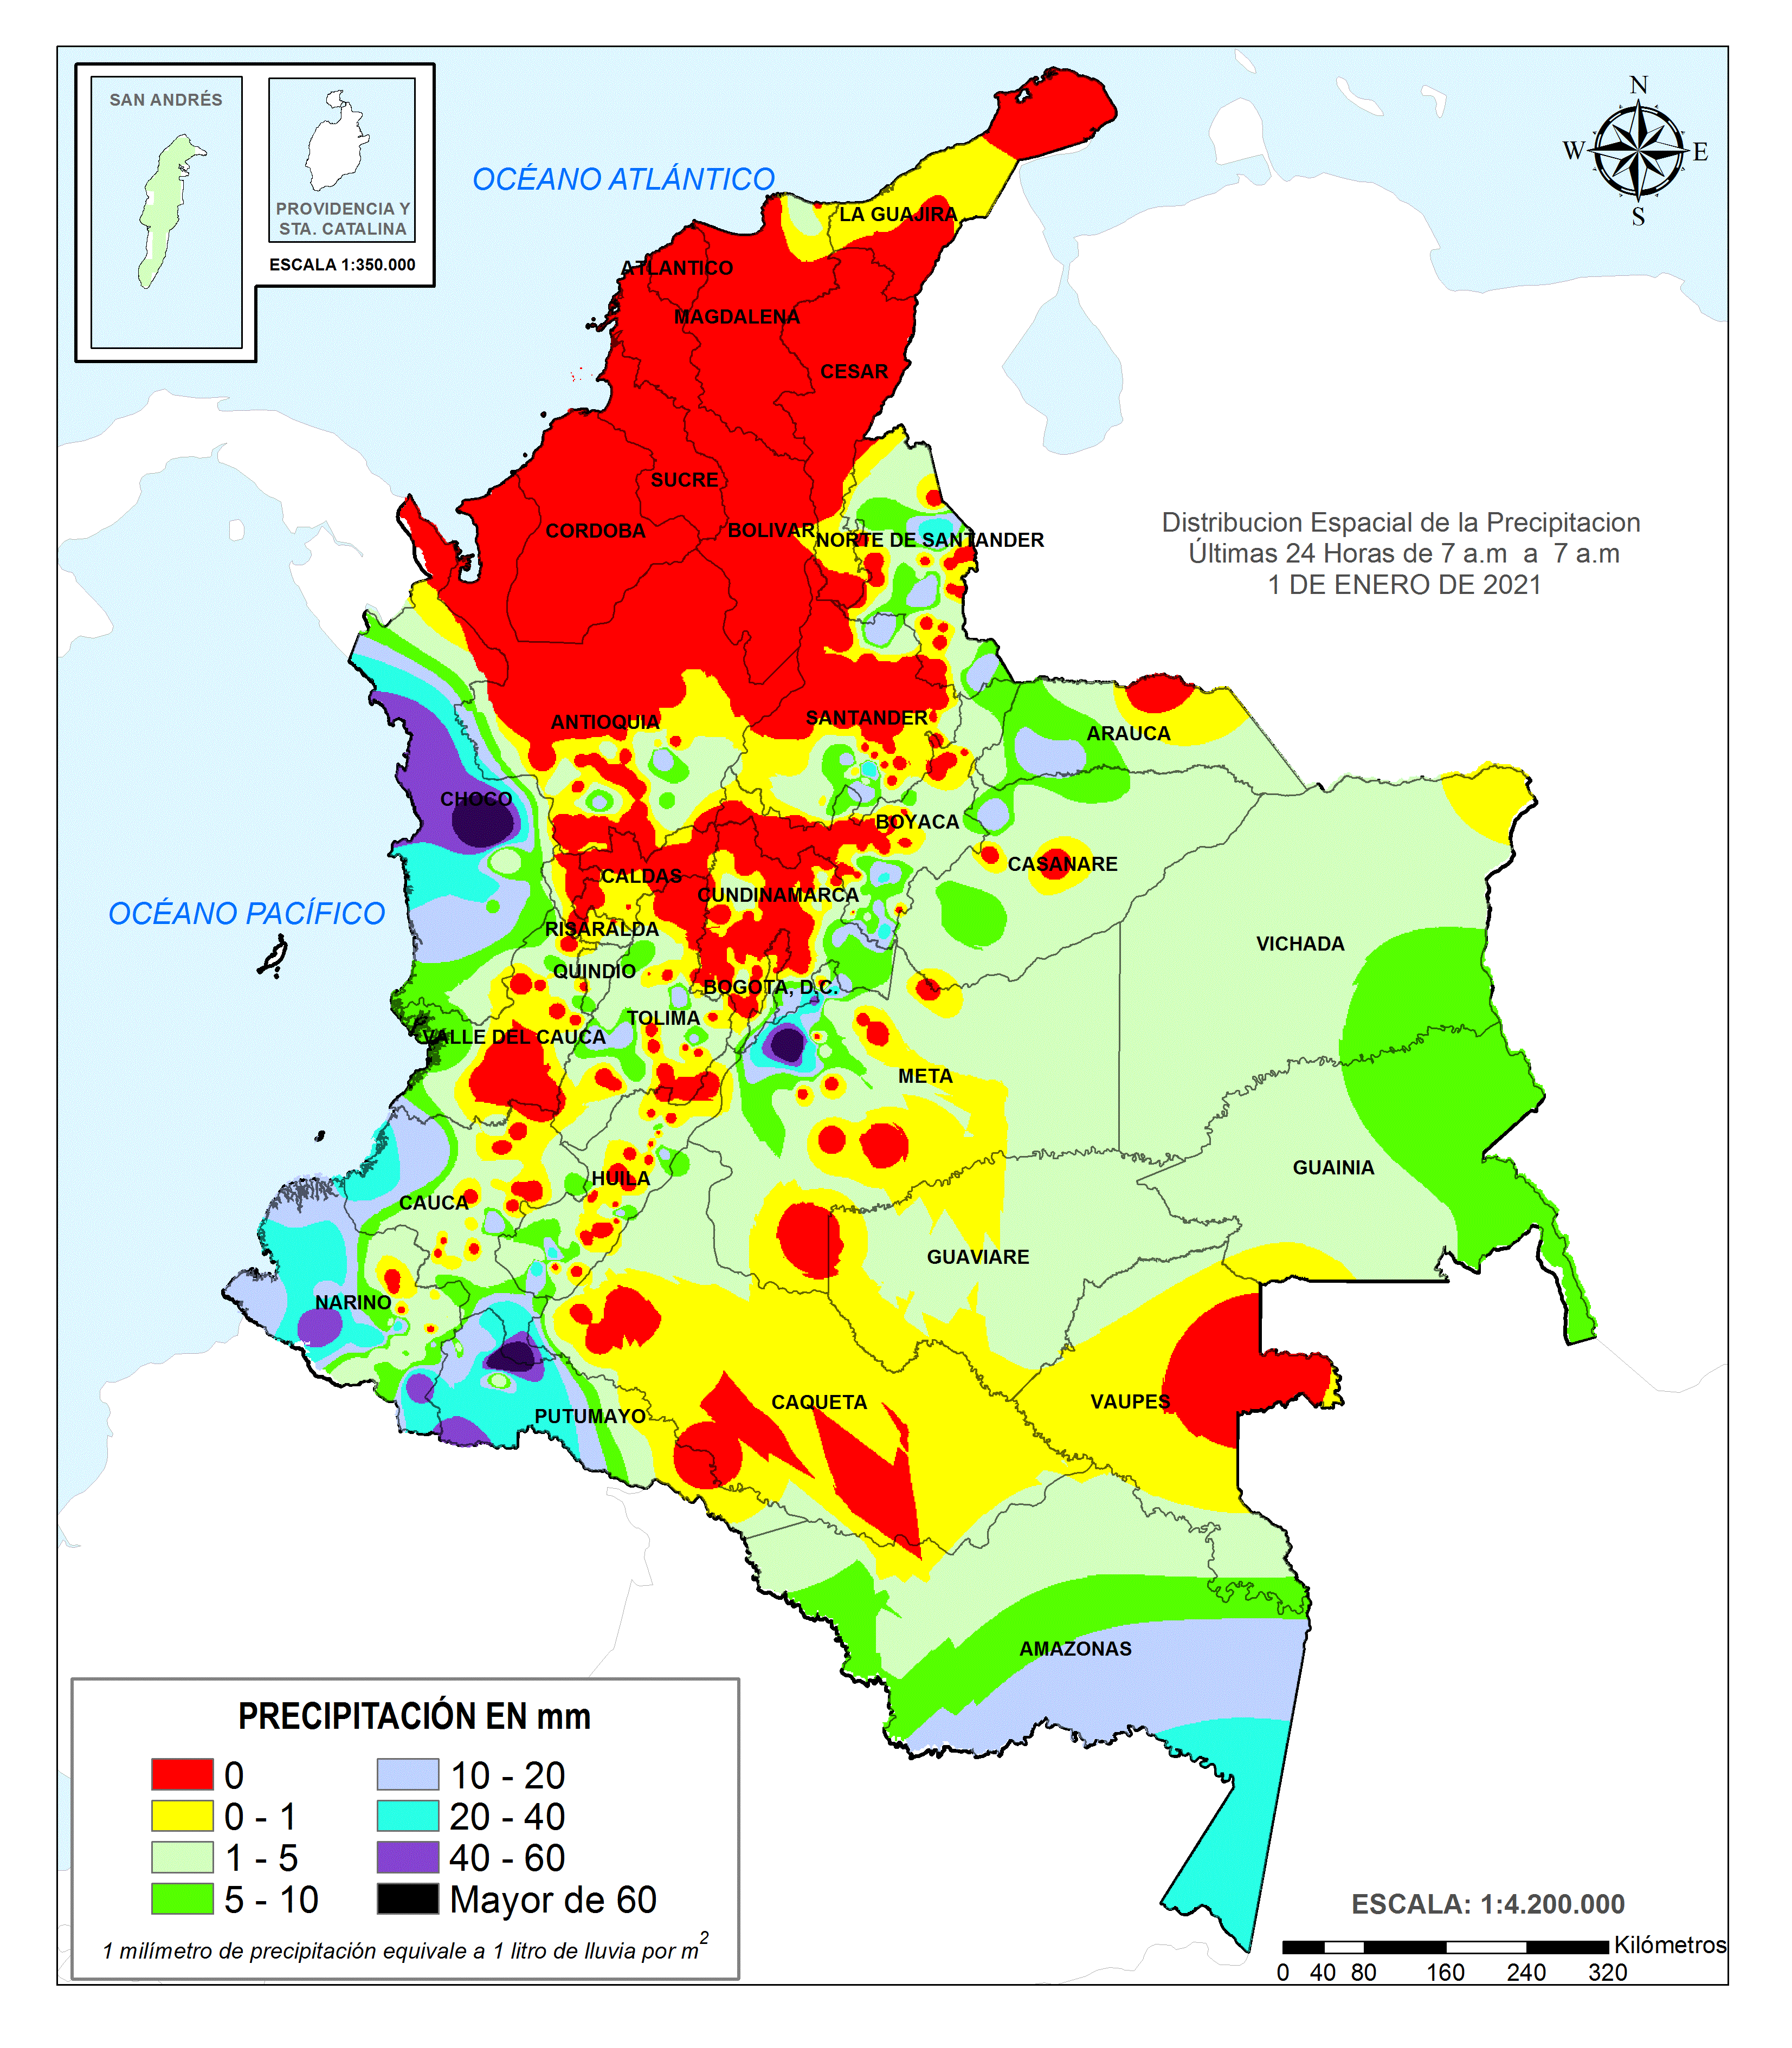 SAN ANDRÉS
PROVIDENCIA Y
STA. CATALINA
ESCALA 1:350.000
N
W
E
S
OCÉANO ATLÁNTICO
LA GUAJIRA
ATLANTICO
MAGDALENA
CESAR
SUCRE
CORDOBA
BOLIVAR
NORTE DE SANTANDER
Distribucion Espacial de la Precipitacion
Últimas 24 Horas de 7 a.m a 7 a.m
1 DE ENERO DE 2021
ANTIOQUIA
SANTANDER
ARAUCA
CHOCO
BOYACA
CASANARE
CALDAS
CUNDINAMARCA
OCÉANO PACÍFICO
RISARALDA
VICHADA
QUINDIO
BOGOTA, D.C.
TOLIMA
VALLE DEL CAUCA
META
GUAINIA
HUILA
CAUCA
GUAVIARE
NARINO
CAQUETA
VAUPES
PUTUMAYO
AMAZONAS
PRECIPITACIÓN EN mm
0
0 - 1
1 - 5
5 - 10
10 - 20
20 - 40
40 - 60
Mayor de 60
1 milímetro de precipitación equivale a 1 litro de lluvia por m2
ESCALA: 1:4.200.000
Kilómetros
0 40 80 160 240 320